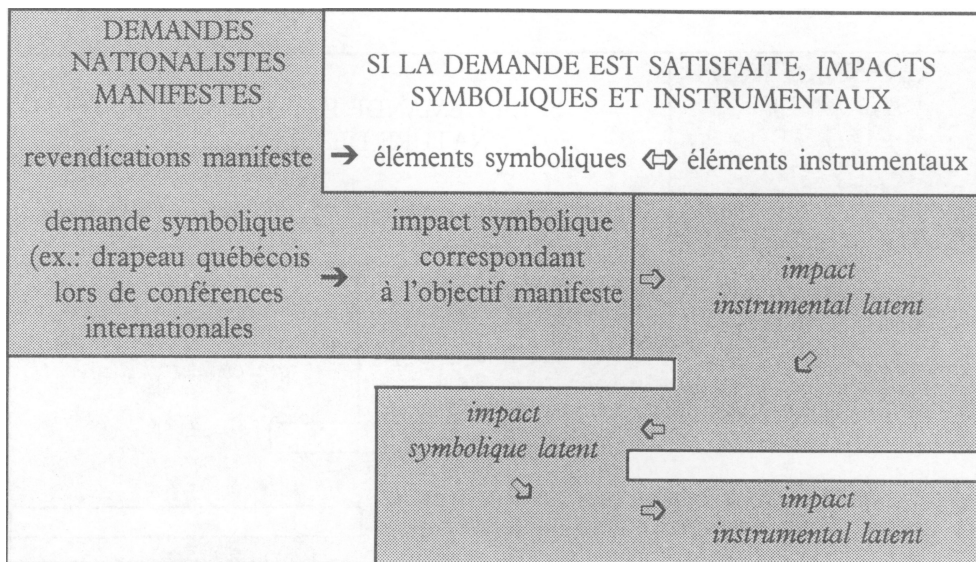 DEMANDES
NATIONALISTES
MANIFESTES
SI LA DEMANDE EST SATISFAITE, IMPACTS
SYMBOLIQUES ET INSTRUMENTAUX
revendications manifeste → éléments symboliques ⇔ éléments instrumentaux
demande symbolique
(ex.: drapeau québécois
lors de conférences
internationales
impact symbolique
correspondant
à l'objectif manifeste
impact
instrumental latent
impact
symbolique latent
impact
instrumental latent